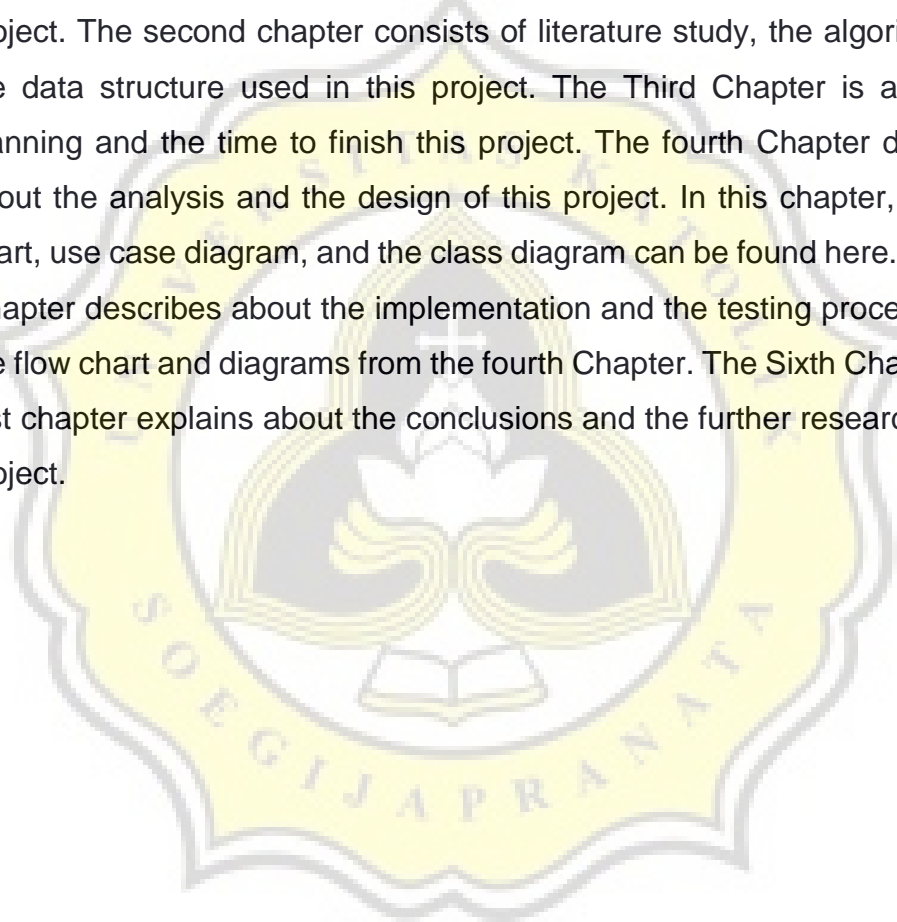 oject. The second chapter consists of literature study, the algori
e data structure used in this project. The Third Chapter is a
anning and the time to finish this project. The fourth Chapter d
out the analysis and the design of this project. In this chapter,
art, use case diagram, and the class diagram can be found here.
hapter describes about the implementation and the testing proce
e flow chart and diagrams from the fourth Chapter. The Sixth Cha
st chapter explains about the conclusions and the further researc
oject.
UNIVERSITAS KATOLIK
SOEGIJAPRANATA